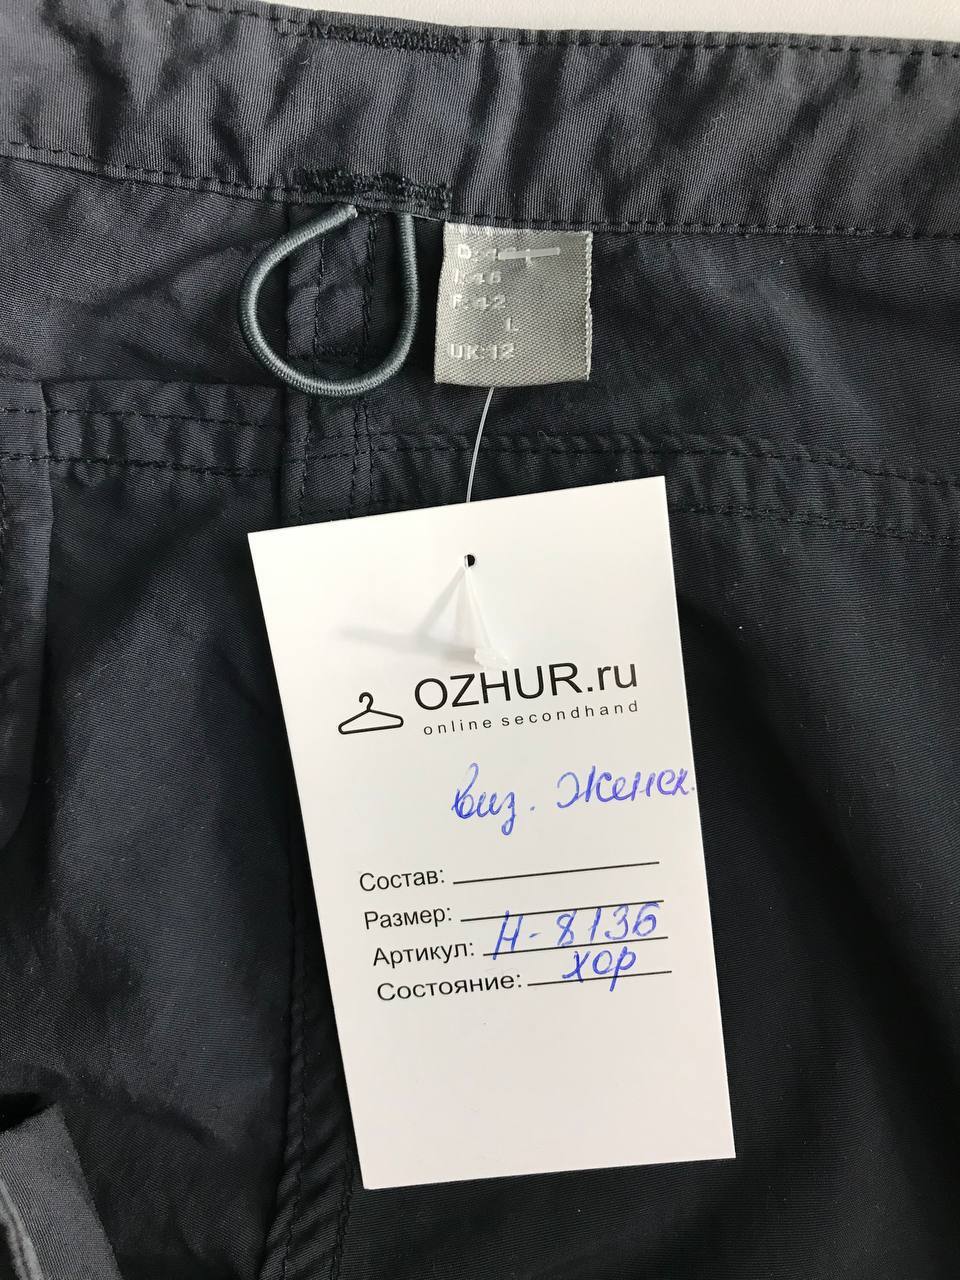 I: 46
F: 42
L
UK: 12
OZHUR.ru
online secondhand
виз. Женск.
Состав:
Размер:
Артикул: Н-8136
Состояние: хор